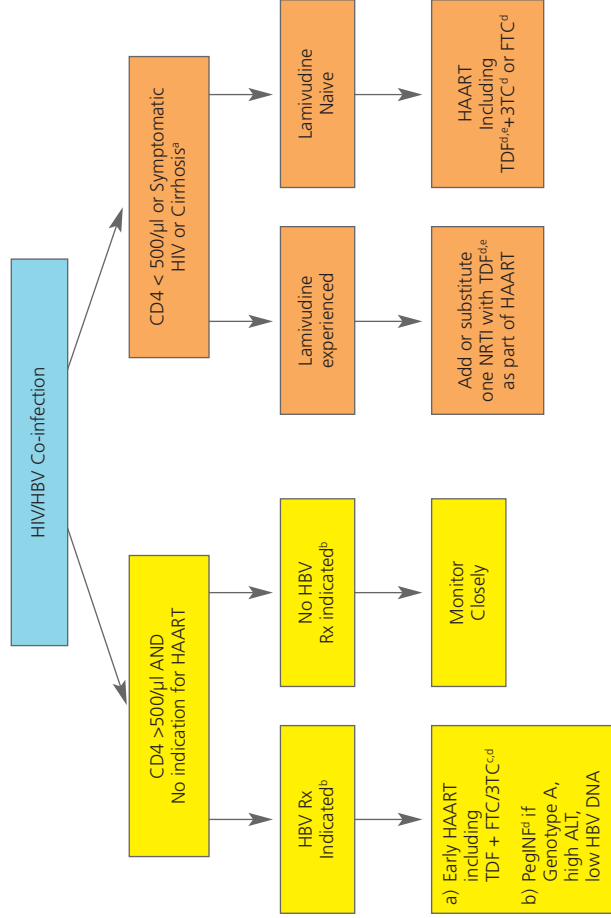 HIV/HBV Co-infection
CD4 >500/µl AND
No indication for HAART
CD4 < 500/µl or Symptomatic
HIV or Cirrhosisᵃ
HBV Rx
Indicatedᵇ
No HBV
Rx indicatedᵇ
Lamivudine
experienced
Lamivudine
Naive
a) Early HAART
including
TDF + FTC/3TCᶜ,ᵈ
b) PegINFᵈ if
Genotype A,
high ALT,
low HBV DNA
Monitor
Closely
Add or substitute
one NRTI with TDFᵈ,ᵉ
as part of HAART
HAART
Including
TDFᵈ,ᵉ+3TCᵈ or FTCᵈ